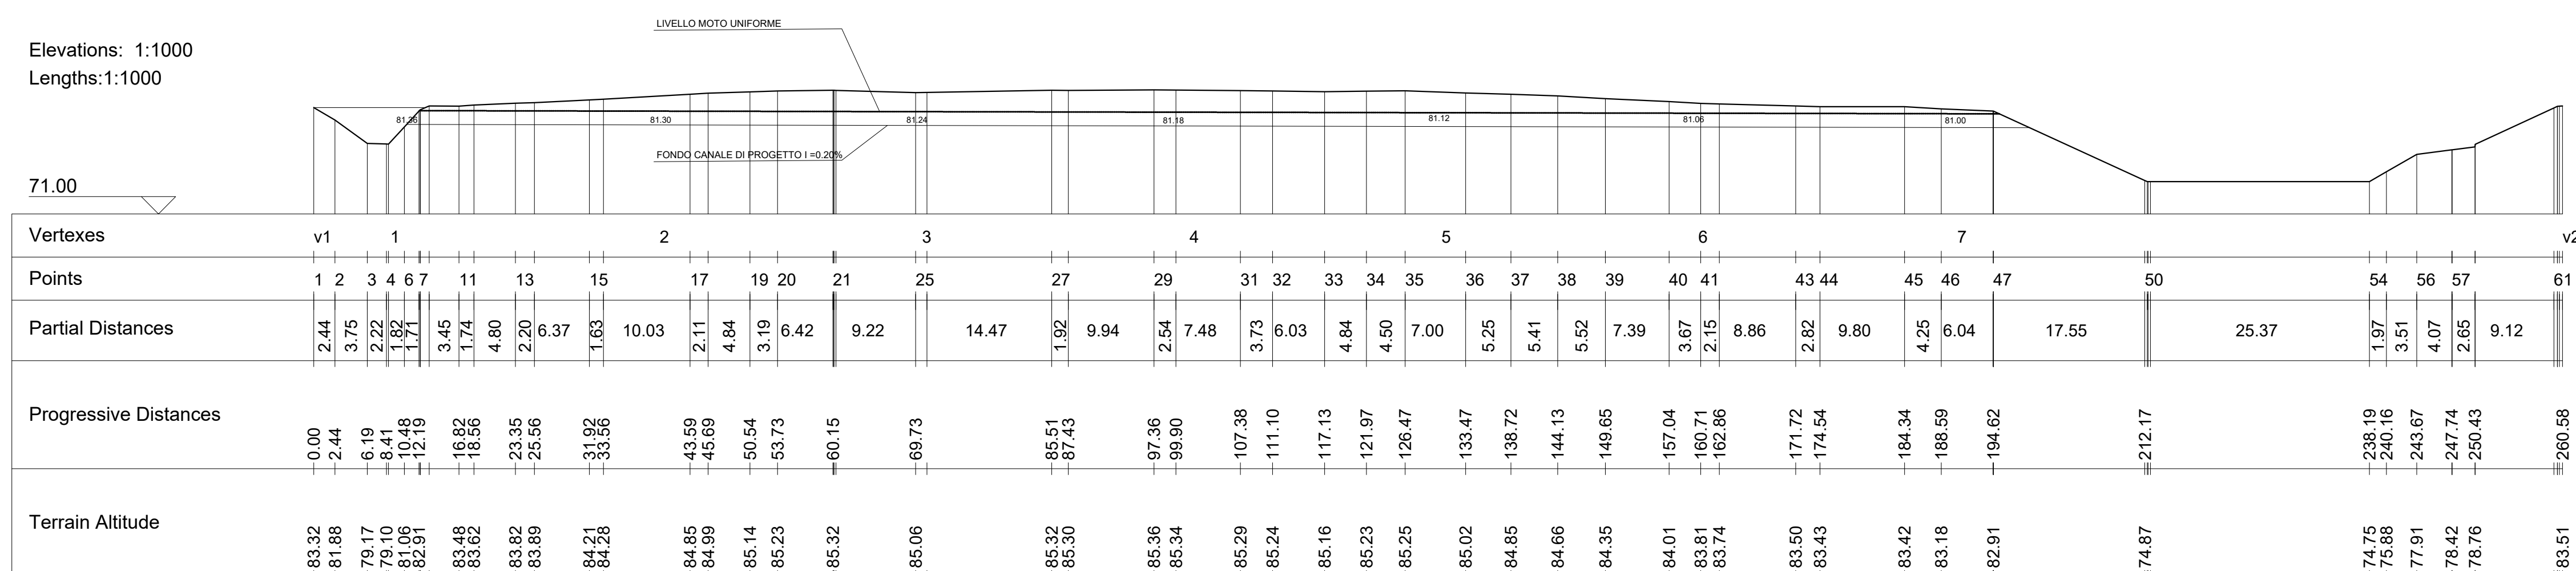 LIVELLO MOTO UNIFORME
Elevations: 1:1000
Lengths:1:1000
81.36 81.30 81.24 81.18 81.12 81.06 81.00
FONDO CANALE DI PROGETTO I =0.20%
71.00
Vertexes v1 1 2 3 4 5 6 7 v2
Points 1 2 3 4 6 7 11 13 15 17 19 20 21 25 27 29 31 32 33 34 35 36 37 38 39 40 41 43 44 45 46 47 50 54 56 57 61
Partial Distances 2.44 3.75 2.22 1.82 1.71 3.45 1.74 4.80 2.20 6.37 1.63 10.03 2.11 4.84 3.19 6.42 9.22 14.47 1.92 9.94 2.54 7.48 3.73 6.03 4.84 4.50 7.00 5.25 5.41 5.52 7.39 3.67 2.15 8.86 2.82 9.80 4.25 6.04 17.55 25.37 1.97 3.51 4.07 2.65 9.12
Progressive Distances 0.00 2.44 6.19 8.41 10.48 12.19 16.82 18.56 23.35 25.56 31.92 33.56 43.59 45.69 50.54 53.73 60.15 69.73 85.51 87.43 97.36 99.90 107.38 111.10 117.13 121.97 126.47 133.47 138.72 144.13 149.65 157.04 160.71 162.86 171.72 174.54 184.34 188.59 194.62 212.17 238.19 240.16 243.67 247.74 250.43 260.58
Terrain Altitude 83.32 81.88 79.17 79.10 81.06 82.91 83.48 83.62 83.82 83.89 84.21 84.28 84.85 84.99 85.14 85.23 85.32 85.06 85.32 85.30 85.36 85.34 85.29 85.24 85.16 85.23 85.25 85.02 84.85 84.66 84.35 84.01 83.81 83.74 83.50 83.43 83.42 83.18 82.91 74.87 74.75 75.88 77.91 78.42 78.76 83.51